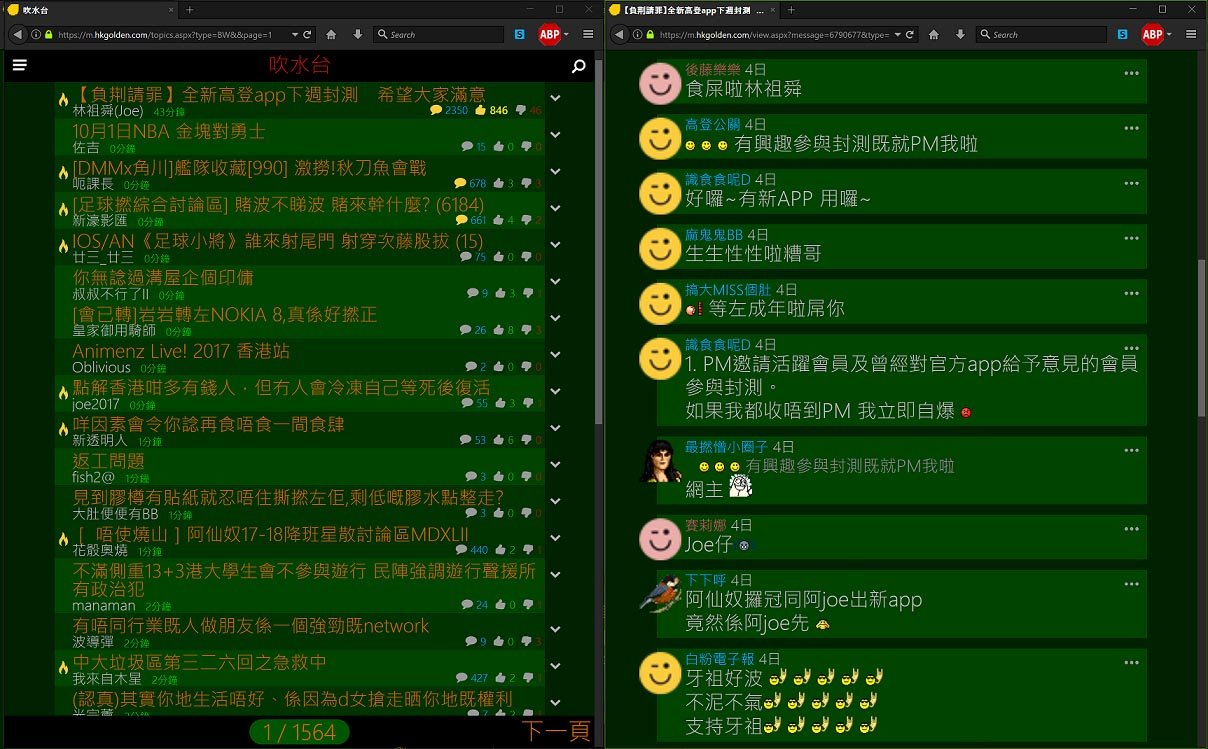 吹水台
https://m.hkgolden.com/topics.aspx?type=BW&&page=1
Search
ABP
吹水台
【負荆請罪】全新高登app下週封測　希望大家滿意
林祖舜(Joe) 43分鐘 2350 846 46
10月1日NBA 金塊對勇士
佐吉 0分鐘 15 0 0
[DMMx角川]艦隊收藏[990] 激撈!秋刀魚會戰
呃課長 0分鐘 678 3 3
[足球撚綜合討論區] 賭波不睇波 賭來幹什麼? (6184)
新濠影匯 0分鐘 661 4 2
IOS/AN《足球小將》誰來射尾門 射穿次藤股拔 (15)
廿三_廿三 0分鐘 75 0 0
你無諗過溝屋企個印傭
叔叔不行了II 0分鐘 9 3 1
[會已轉]岩岩轉左NOKIA 8,真係好撚正
皇家御用騎師 0分鐘 26 8 3
Animenz Live! 2017 香港站
Oblivious 0分鐘 2 0 0
點解香港咁多有錢人．但冇人會冷凍自己等死後復活
joe2017 0分鐘 55 3 1
咩因素會令你諗再食唔食一間食肆
新透明人 1分鐘 53 6 0
返工問題
fish2@ 1分鐘 3 0 0
見到膠樽有貼紙就忍唔住撕撚左佢,剩低嘅膠水點整走?
大肚便便有BB 1分鐘 3 0 0
［ 唔使燒山 ] 阿仙奴17-18降班星散討論區MDXLII
花骰奧燒 1分鐘 440 2 1
不滿側重13+3港大學生會不參與遊行 民陣強調遊行聲援所
有政治犯
manaman 2分鐘 24 0 1
有唔同行業既人做朋友係一個強勁既network
波導彈 2分鐘 9 0 3
中大垃圾區第三二六回之急救中
我來自木星 2分鐘 427 2 1
(認真)其實你地生活唔好、係因為d女搶走晒你地既權利
1 / 1564
下一頁
【負荆請罪】全新高登app下週封測 ...
https://m.hkgolden.com/view.aspx?message=6790677&type=
Search
ABP
後藤樂樂 4日
食屎啦林祖舜
高登公關 4日
有興趣參與封測既就PM我啦
識食食呢D 4日
好囉~有新APP 用囉~
魔鬼鬼BB 4日
生生性性啦糟哥
搞大MISS個肚 4日
等左成年啦屌你
識食食呢D 4日
1. PM邀請活躍會員及曾經對官方app給予意見的會員
參與封測。
如果我都收唔到PM 我立即自爆
最撚憎小圈子 4日
有興趣參與封測既就PM我啦
網主
賽莉娜 4日
Joe仔
下下呼 4日
阿仙奴攞冠同阿joe出新app
竟然係阿joe先
白粉電子報 4日
牙祖好波
不泥不氣
支持牙祖